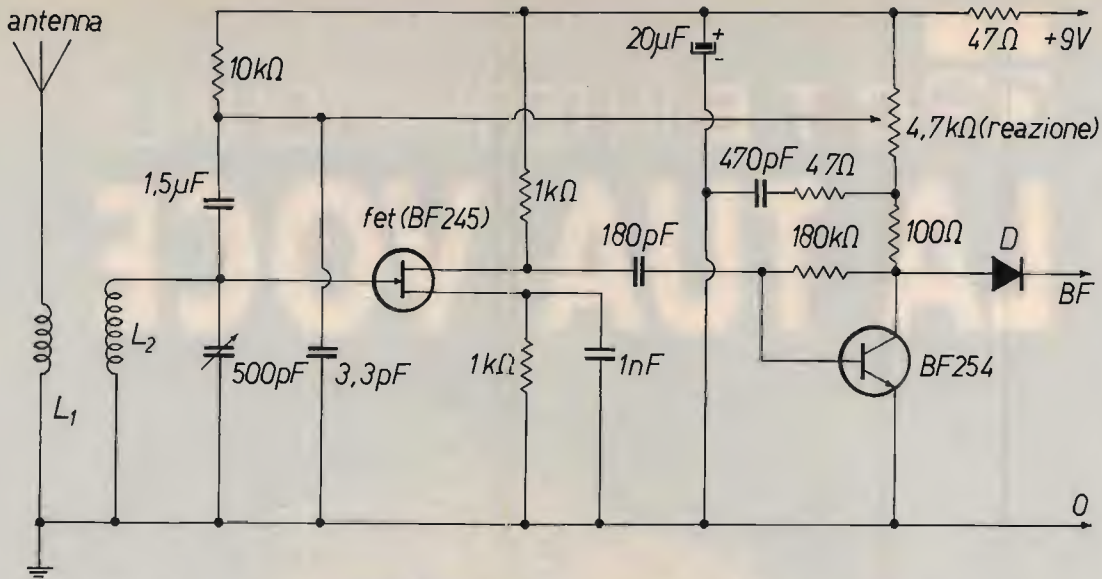 antenna
20µF
+
-
47Ω
+9V
10kΩ
4,7kΩ(reazione)
470pF
47Ω
1,5µF
1kΩ
fet(BF245)
180pF
180kΩ
100Ω
D
BF
L2
500pF
3,3pF
1kΩ
1nF
BF254
L1
0